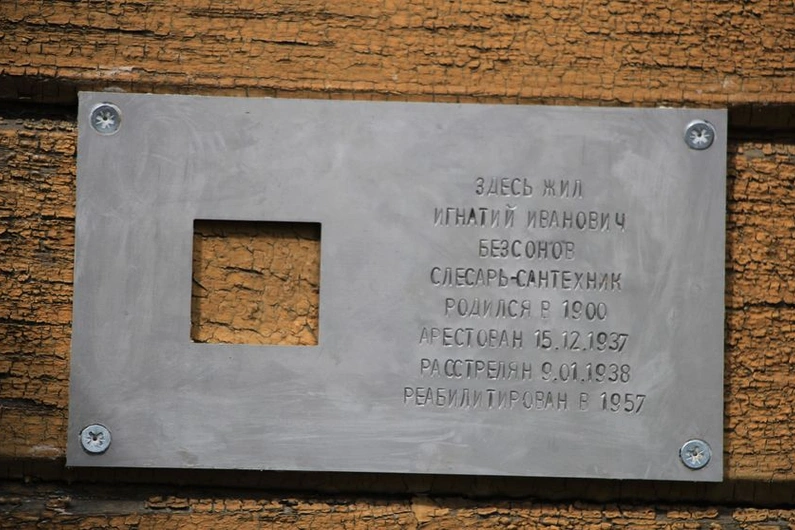 ЗДЕСЬ ЖИЛ
ИГНАТИЙ ИВАНОВИЧ
БЕЗСОНОВ
СЛЕСАРЬ-САНТЕХНИК
РОДИЛСЯ В 1900
АРЕСТОВАН 15.12.1937
РАССТРЕЛЯН 9.01.1938
РЕАБИЛИТИРОВАН В 1957